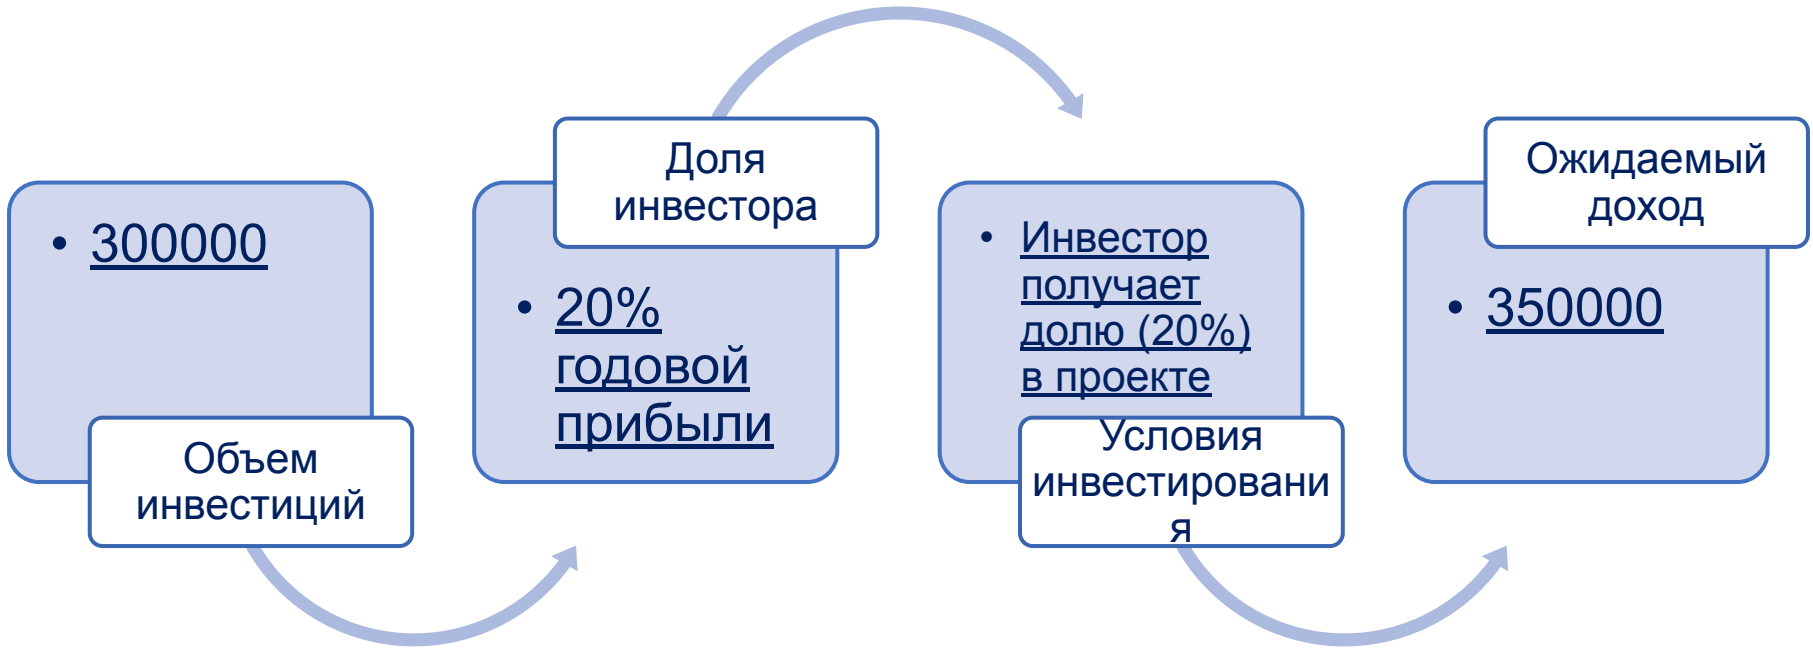 • 300000
Объем
инвестиций
Доля
инвестора
• 20%
годовой
прибыли
• Инвестор
получает
долю (20%)
в проекте
Условия
инвестировани
я
Ожидаемый
доход
• 350000